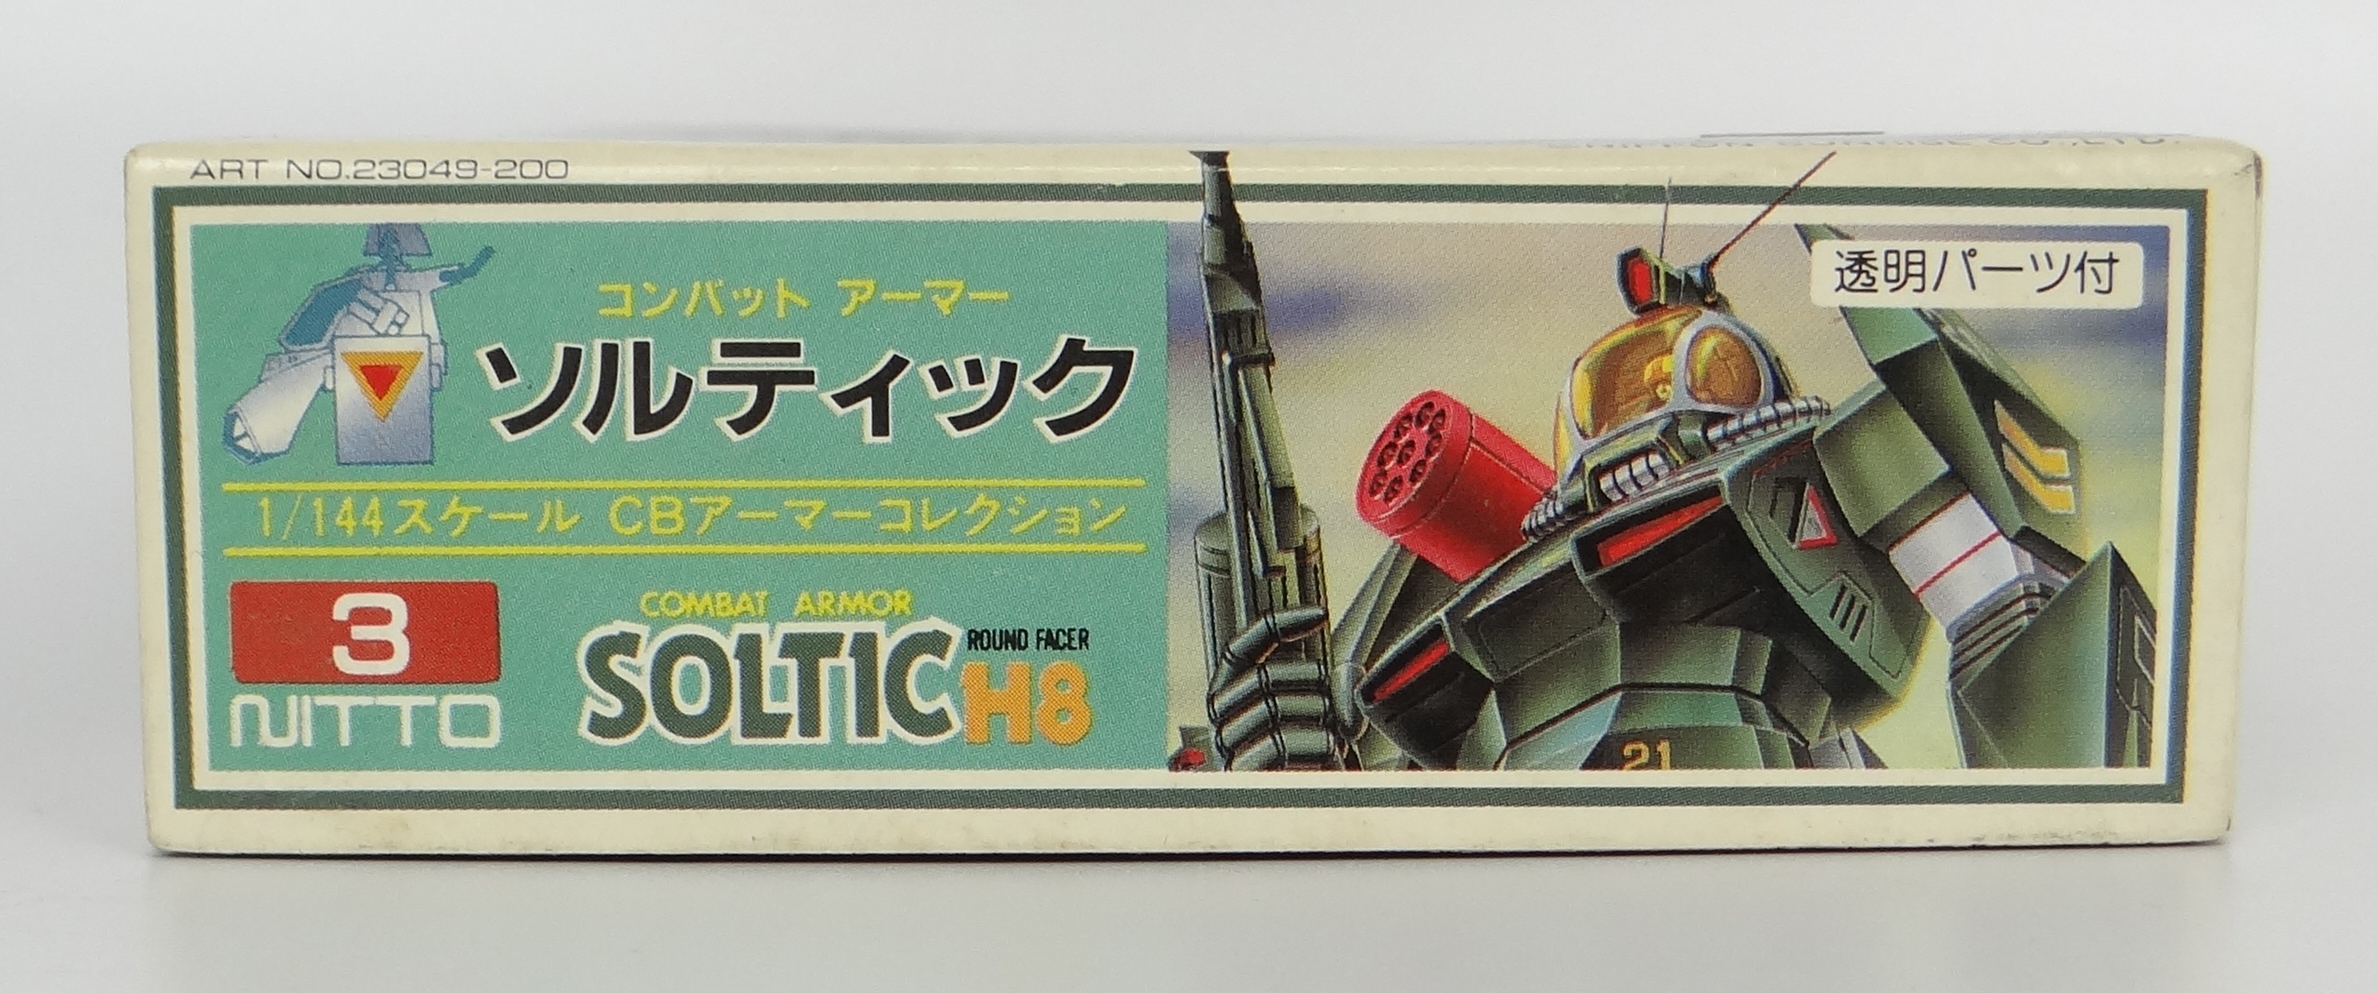 ART NO.23049-200
コンバット アーマー
ソルティック
1/144スケール CBアーマーコレクション
3
NITTO
COMBAT ARMOR
SOLTIC
ROUND FACER
H8
透明パーツ付
21